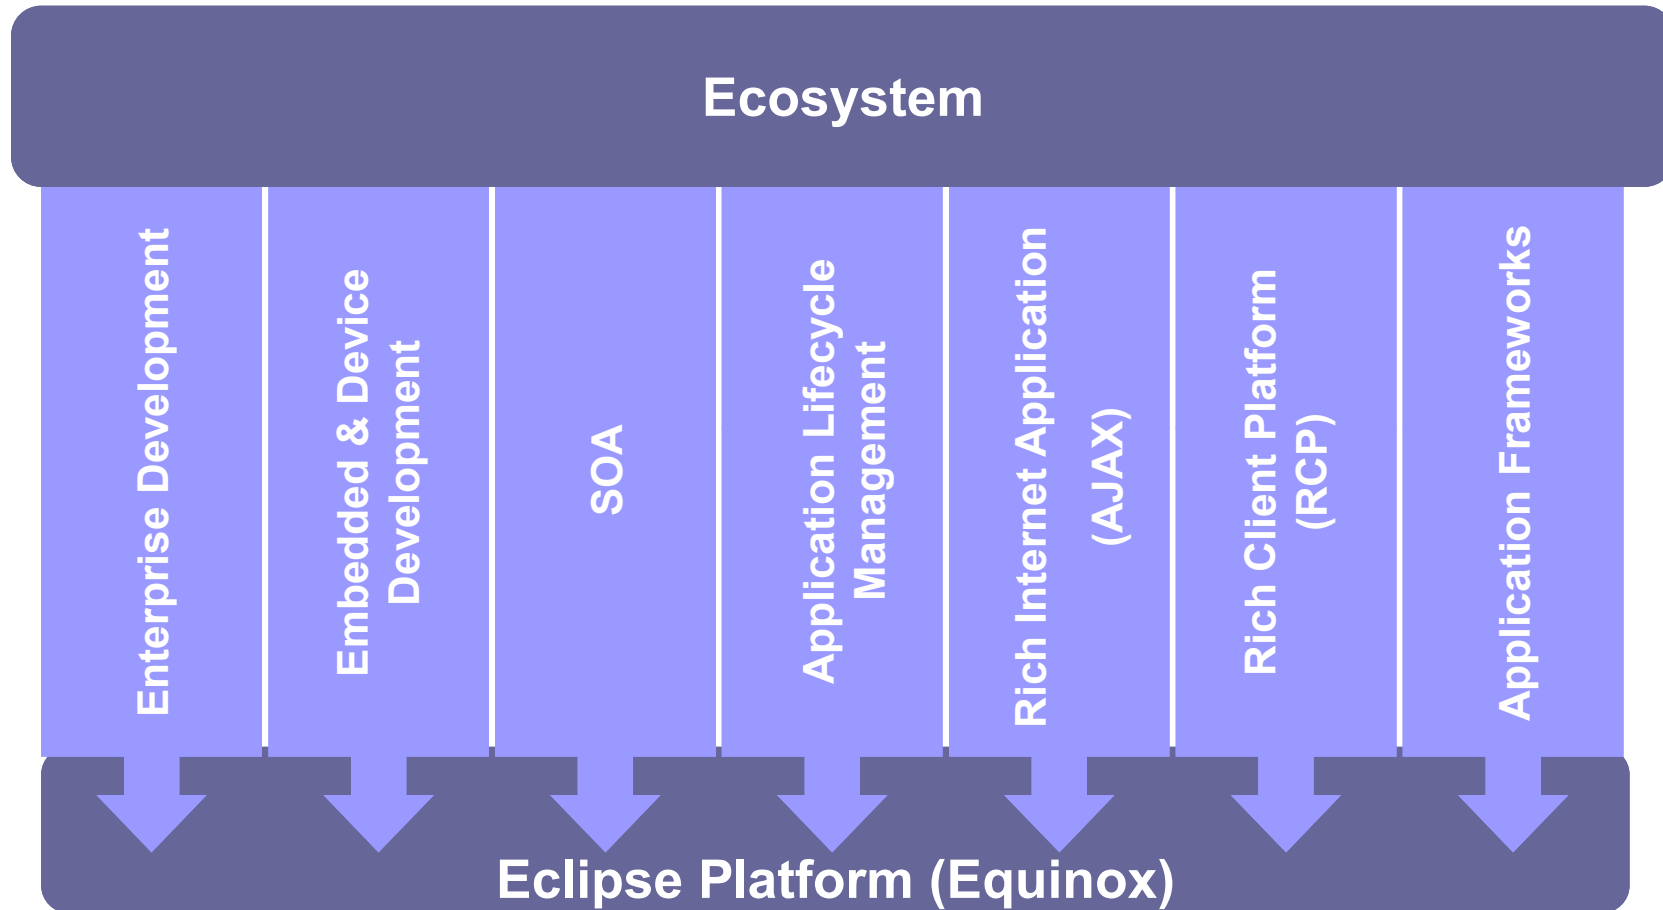 Ecosystem
Enterprise Development
Embedded & Device
Development
SOA
Application Lifecycle
Management
Rich Internet Application
(AJAX)
Rich Client Platform
(RCP)
Application Frameworks
Eclipse Platform (Equinox)